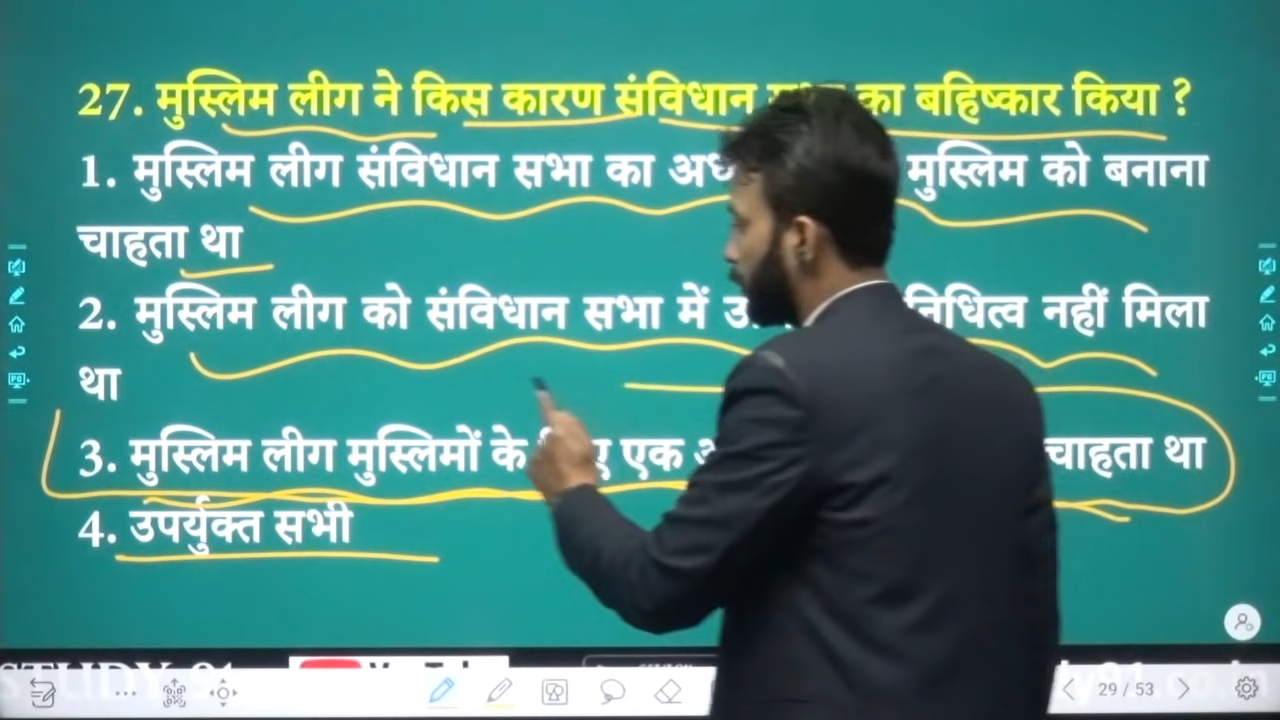 27. मुस्लिम लीग ने किस कारण संविधान का बहिष्कार किया ?
1. मुस्लिम लीग संविधान सभा का मुस्लिम को बनाना
चाहता था
2. मुस्लिम लीग को संविधान सभा में नहीं मिला
था
3. मुस्लिम लीग मुस्लिमों के एक चाहता था
4. उपर्युक्त सभी
29 / 53